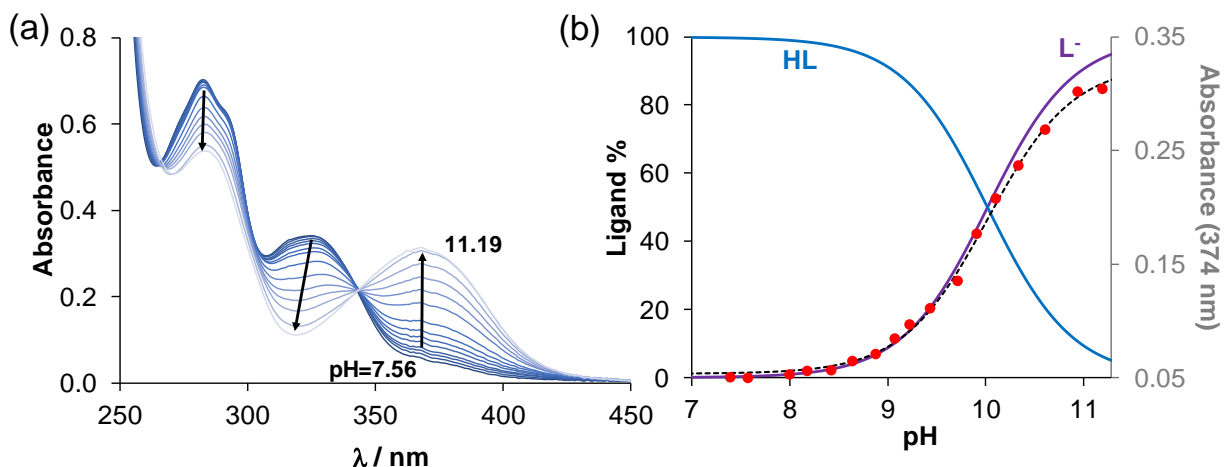 (a)
0.8
0.6
0.4
0.2
0.0
Absorbance
250 300 350 400 450
λ / nm
11.19
pH=7.56
(b)
100
80
60
40
20
0
Ligand %
HL
L-
7 8 9 10 11
pH
0.35
0.25
0.15
0.05
Absorbance (374 nm)